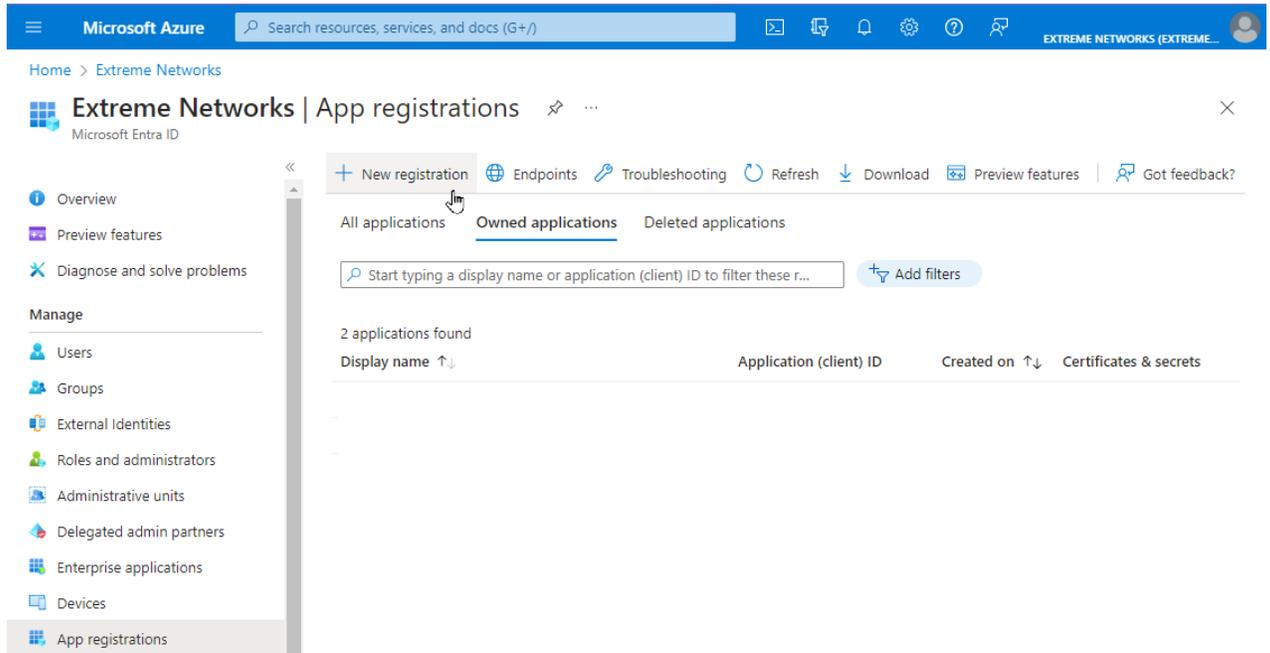 Microsoft Azure
Search resources, services, and docs (G+/)
EXTREME NETWORKS (EXTREME...
Home > Extreme Networks
Extreme Networks | App registrations
Microsoft Entra ID
Overview
Preview features
Diagnose and solve problems
Manage
Users
Groups
External Identities
Roles and administrators
Administrative units
Delegated admin partners
Enterprise applications
Devices
App registrations
New registration
Endpoints
Troubleshooting
Refresh
Download
Preview features
Got feedback?
All applications
Owned applications
Deleted applications
Start typing a display name or application (client) ID to filter these r...
Add filters
2 applications found
Display name
Application (client) ID
Created on
Certificates & secrets